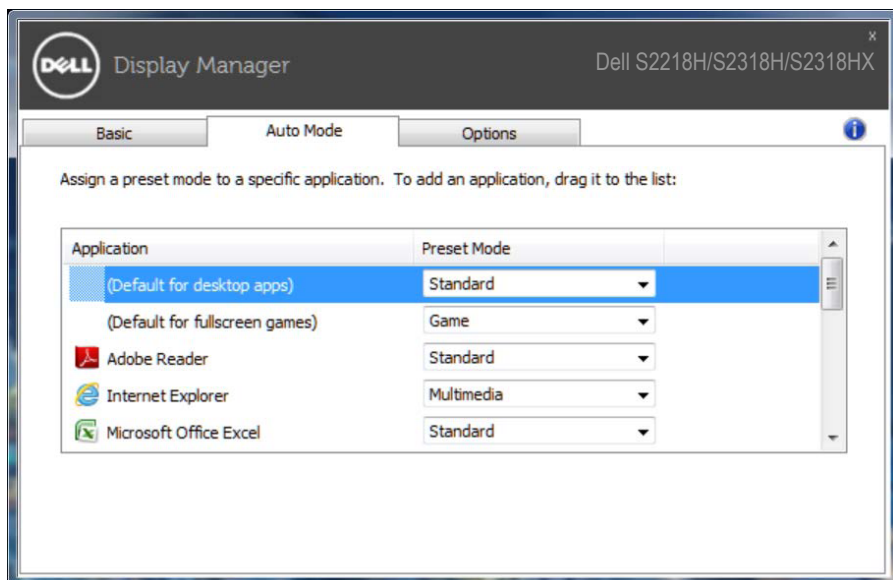 x
DELL Display Manager Dell S2218H/S2318H/S2318HX
Basic Auto Mode Options i
Assign a preset mode to a specific application. To add an application, drag it to the list:
Application Preset Mode
(Default for desktop apps) Standard
(Default for fullscreen games) Game
Adobe Reader Standard
Internet Explorer Multimedia
Microsoft Office Excel Standard